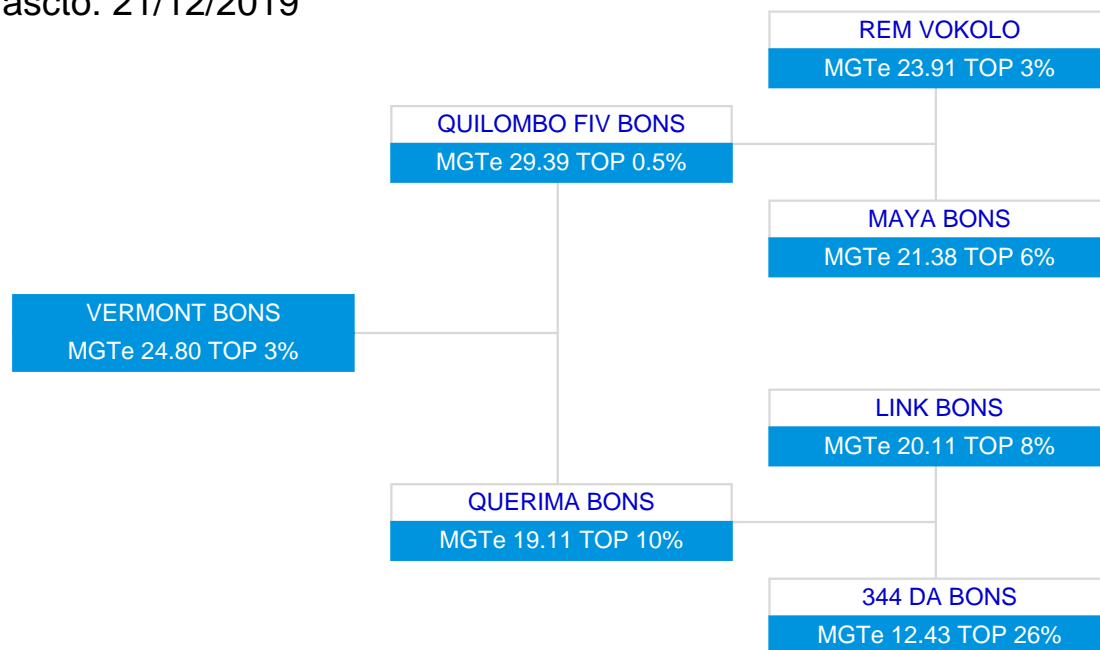 ascto: 21/12/2019
REM VOKOLO
MGTe 23.91 TOP 3%
QUILOMBO FIV BONS
MGTe 29.39 TOP 0.5%
MAYA BONS
MGTe 21.38 TOP 6%
VERMONT BONS
MGTe 24.80 TOP 3%
LINK BONS
MGTe 20.11 TOP 8%
QUERIMA BONS
MGTe 19.11 TOP 10%
344 DA BONS
MGTe 12.43 TOP 26%